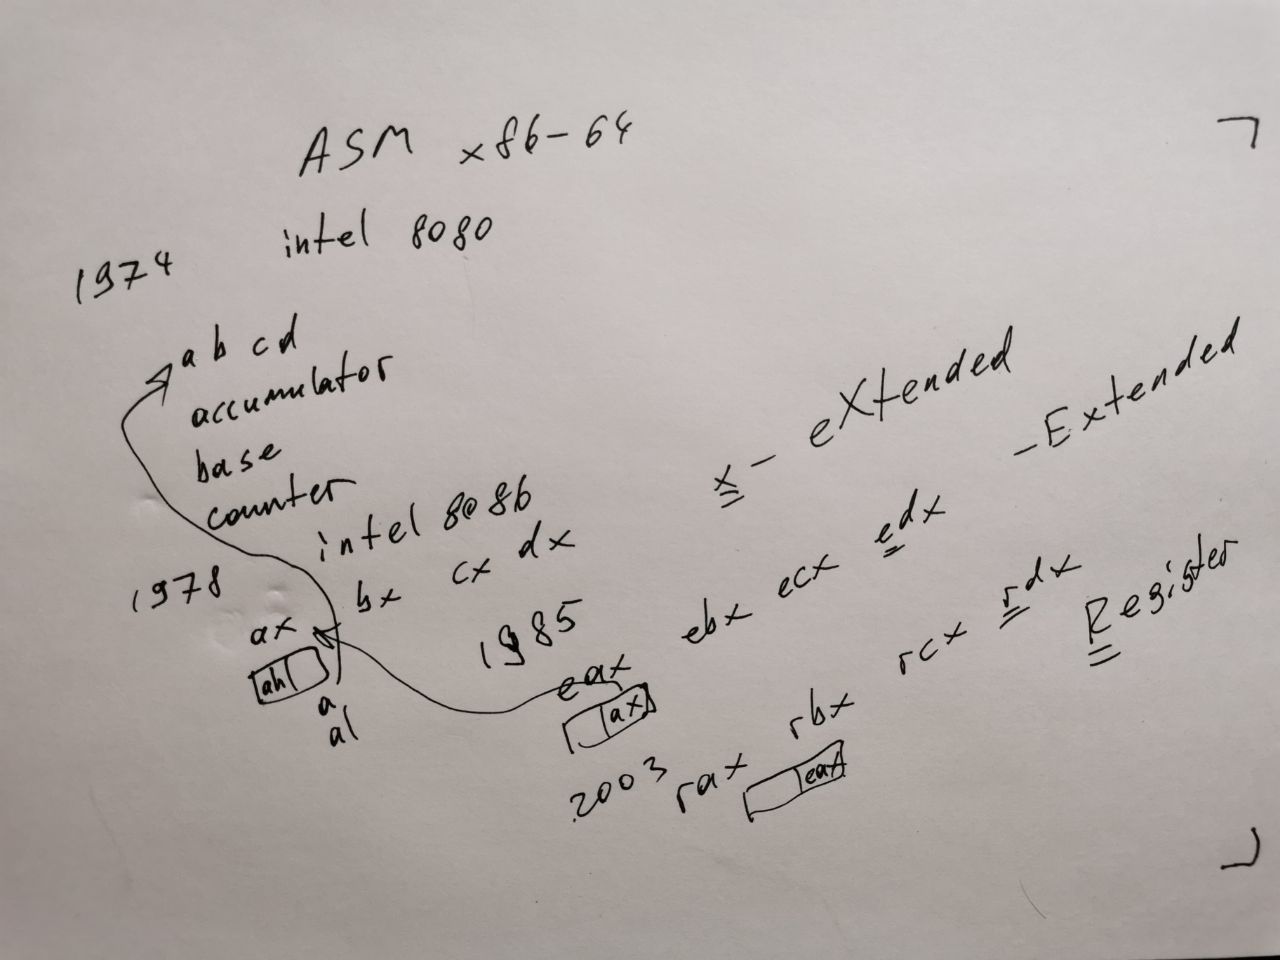 ASM x86-64
1974 intel 8080
a b c d
accumulator
base
counter
x - eXtended
- Extended
1978 intel 8086
ax bx cx dx
ah
a
al
1985
eax ebx ecx edx
ax
2003 rax rbx rcx rdx
eax
Register